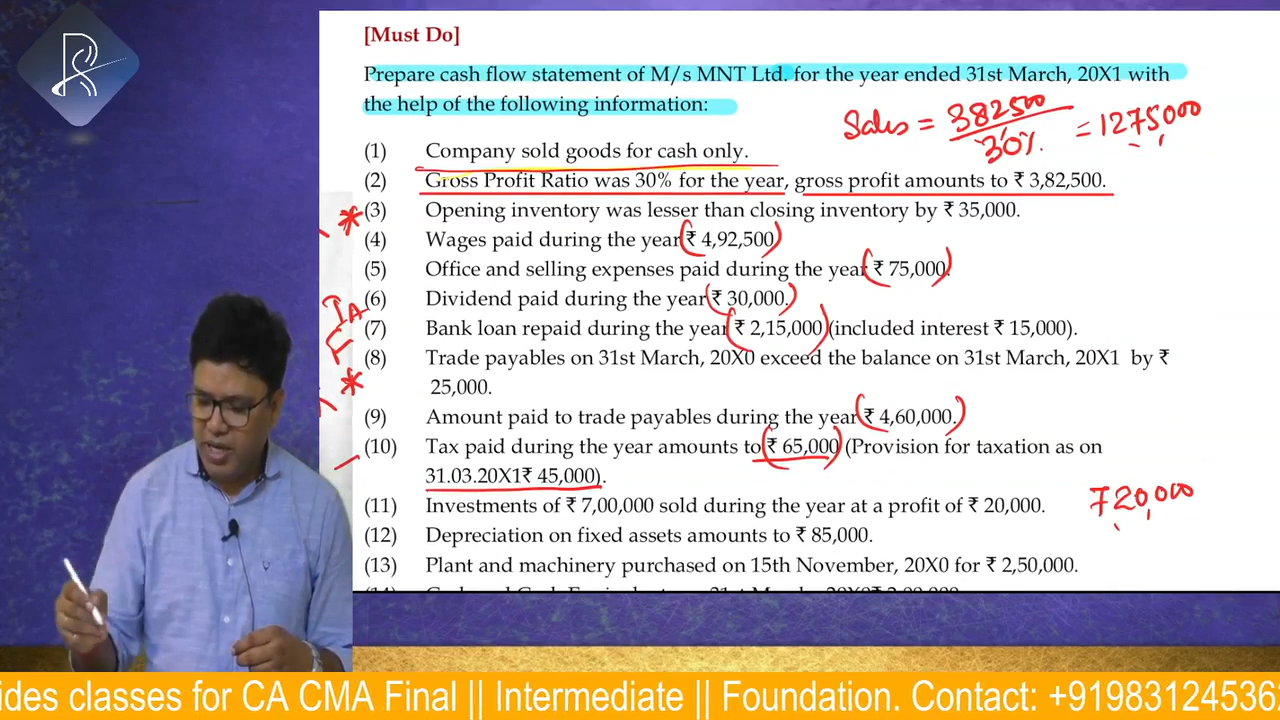 [Must Do]
Prepare cash flow statement of M/s MNT Ltd. for the year ended 31st March, 20X1 with
the help of the following information:
Sales = 382500 / 30% = 1275000
(1) Company sold goods for cash only.
(2) Gross Profit Ratio was 30% for the year, gross profit amounts to ₹ 3,82,500.
(3) Opening inventory was lesser than closing inventory by ₹ 35,000.
(4) Wages paid during the year ₹ 4,92,500
(5) Office and selling expenses paid during the year ₹ 75,000.
(6) Dividend paid during the year ₹ 30,000.
(7) Bank loan repaid during the year ₹ 2,15,000 (included interest ₹ 15,000).
(8) Trade payables on 31st March, 20X0 exceed the balance on 31st March, 20X1 by ₹
25,000.
(9) Amount paid to trade payables during the year ₹ 4,60,000.
(10) Tax paid during the year amounts to ₹ 65,000 (Provision for taxation as on
31.03.20X1₹ 45,000).
(11) Investments of ₹ 7,00,000 sold during the year at a profit of ₹ 20,000.
720,000
(12) Depreciation on fixed assets amounts to ₹ 85,000.
(13) Plant and machinery purchased on 15th November, 20X0 for ₹ 2,50,000.
ides classes for CA CMA Final || Intermediate || Foundation. Contact: +919831245362